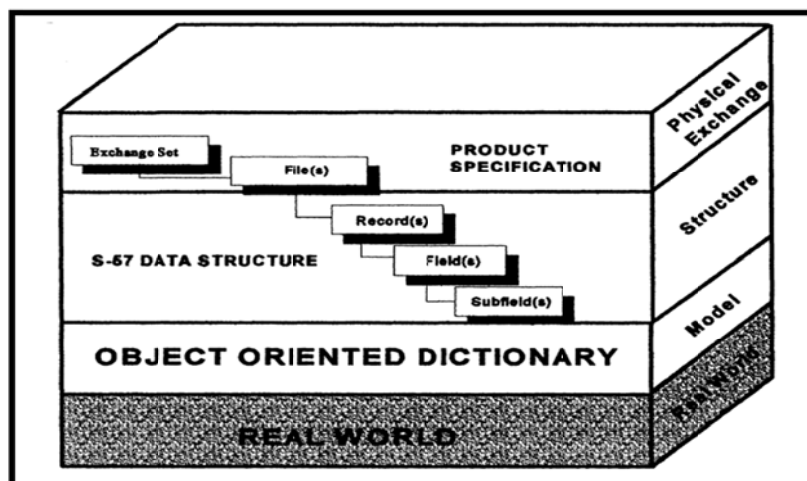 Exchange Set
File(s)
PRODUCT
SPECIFICATION
Physical
Exchange
Record(s)
S-57 DATA STRUCTURE
Field(s)
Subfield(s)
Structure
OBJECT ORIENTED DICTIONARY
Model
REAL WORLD
Real World